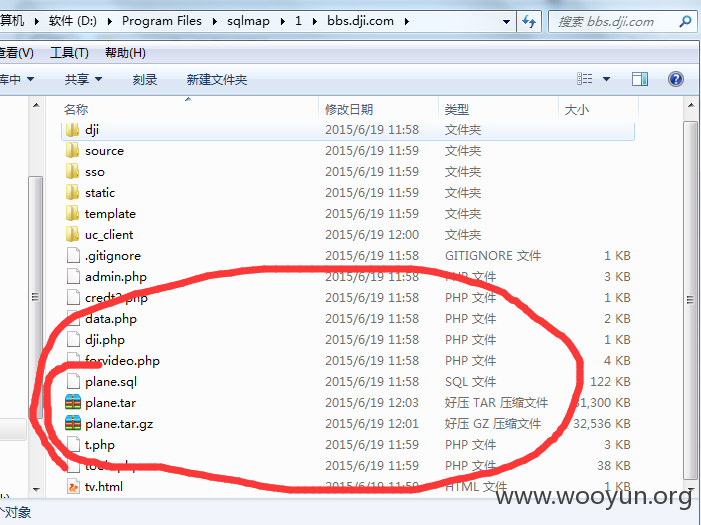 算机 ▸ 软件 (D:) ▸ Program Files ▸ sqlmap ▸ 1 ▸ bbs.dji.com ▸ 搜索 bbs.dji.com
查看(V) 工具(T) 帮助(H)
库中 共享 刻录 新建文件夹
名称 修改日期 类型 大小
dji 2015/6/19 11:58 文件夹
source 2015/6/19 11:59 文件夹
sso 2015/6/19 11:59 文件夹
static 2015/6/19 11:59 文件夹
template 2015/6/19 11:59 文件夹
uc_client 2015/6/19 12:00 文件夹
.gitignore 2015/6/19 11:58 GITIGNORE 文件 1 KB
admin.php 2015/6/19 11:58 PHP 文件 3 KB
credt2.php 2015/6/19 11:58 PHP 文件 1 KB
data.php 2015/6/19 11:58 PHP 文件 2 KB
dji.php 2015/6/19 11:58 PHP 文件 1 KB
forvideo.php 2015/6/19 11:58 PHP 文件 4 KB
plane.sql 2015/6/19 11:58 SQL 文件 122 KB
plane.tar 2015/6/19 12:03 好压 TAR 压缩文件 KB
plane.tar.gz 2015/6/19 12:01 好压 GZ 压缩文件 32,536 KB
t.php 2015/6/19 11:59 PHP 文件 3 KB
2015/6/19 11:59 PHP 文件 38 KB
tv.html 2015/6/19 11:59 HTML 文件 1 KB
www.wooyun.org
个对象